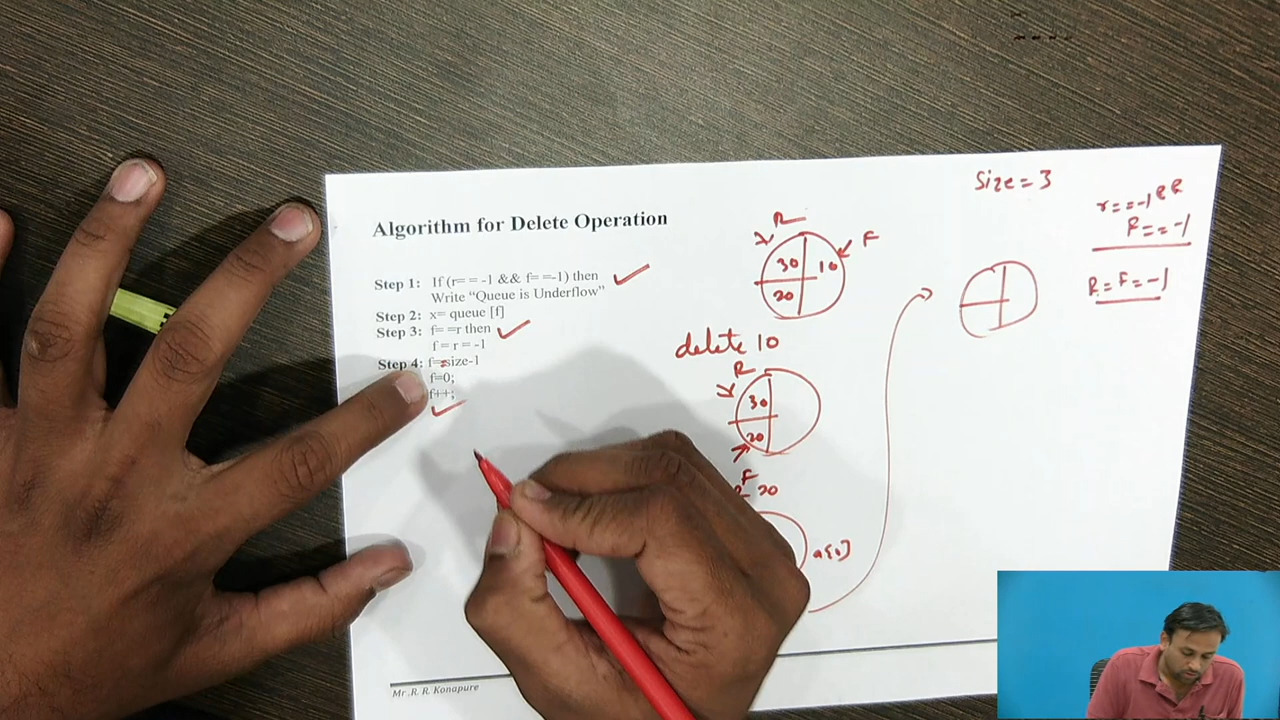 Algorithm for Delete Operation
Step 1: If (r= = -1 && f= =-1) then
Write "Queue is Underflow"
Step 2: x= queue [f]
Step 3: f= =r then
f = r = -1
Step 4: f==size-1
f=0;
f++;
Mr .R. R. Konapure
R
F
30 10
20
delete 10
R
30
20
F
20
a[0]
Size = 3
r==-1 &&
R==-1
R=F=-1